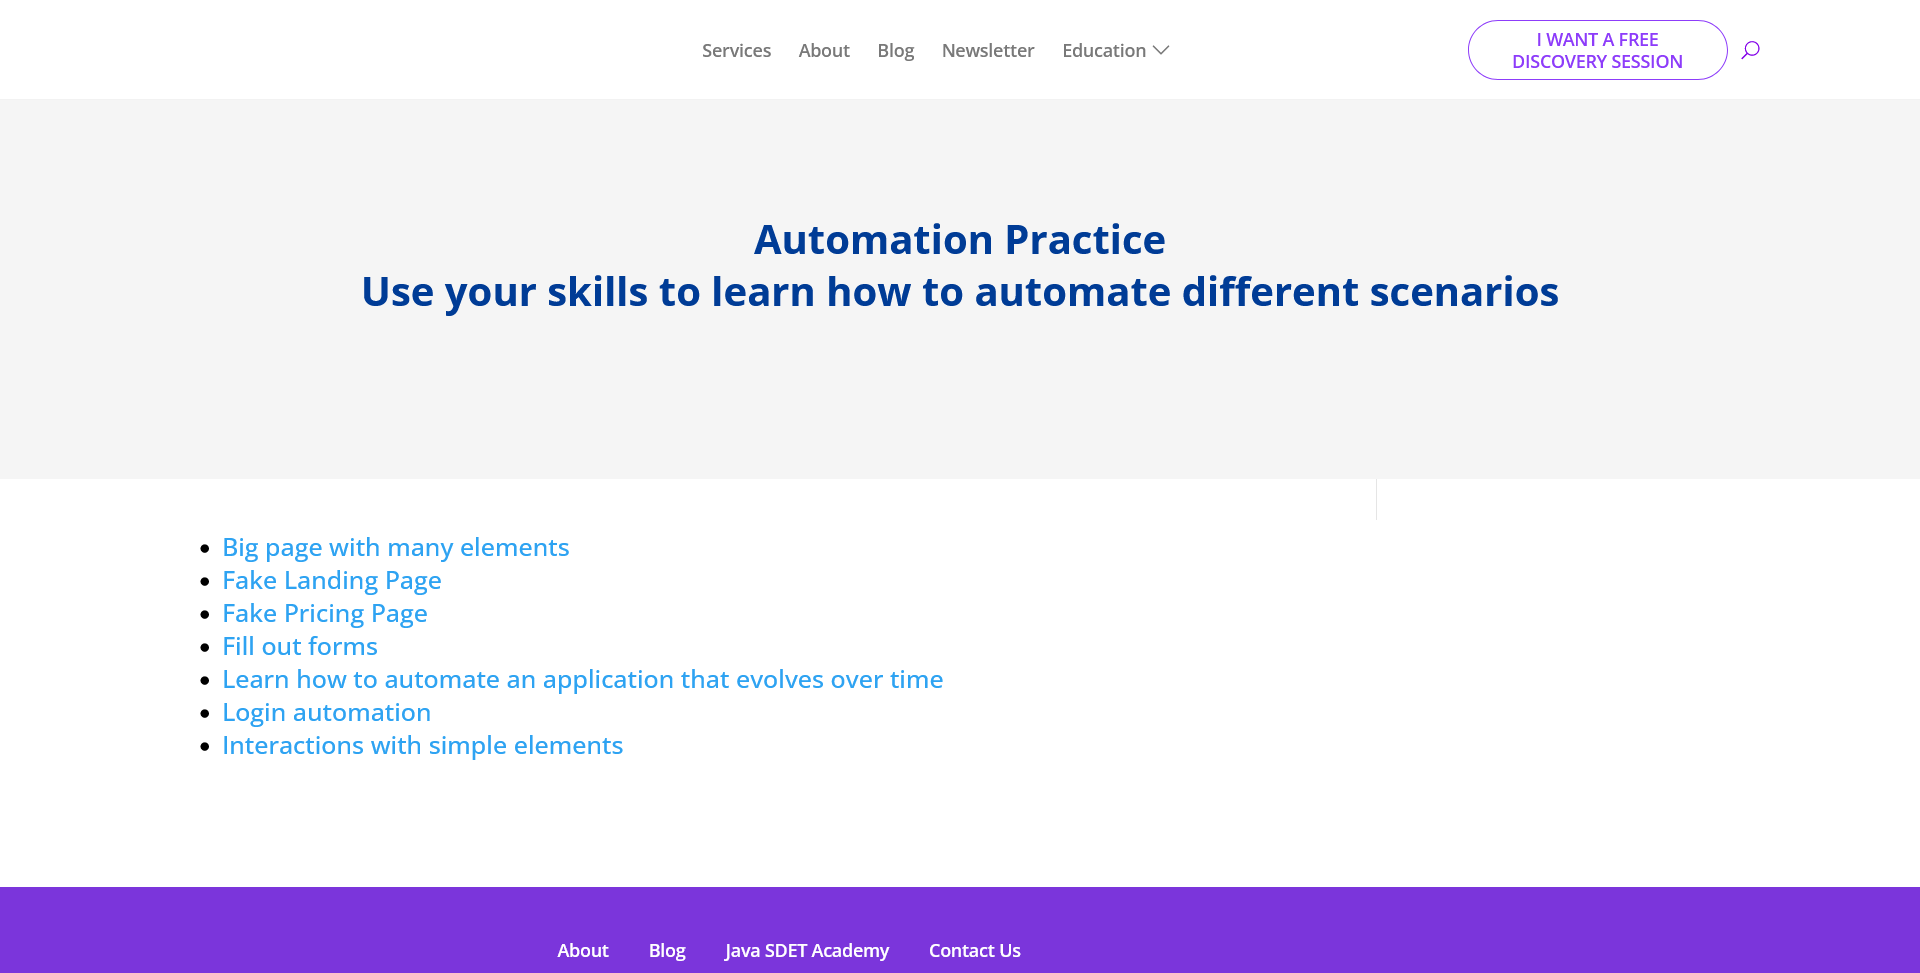 Services About Blog Newsletter Education
I WANT A FREE
DISCOVERY SESSION
Automation Practice
Use your skills to learn how to automate different scenarios
Big page with many elements
Fake Landing Page
Fake Pricing Page
Fill out forms
Learn how to automate an application that evolves over time
Login automation
Interactions with simple elements
About Blog Java SDET Academy Contact Us